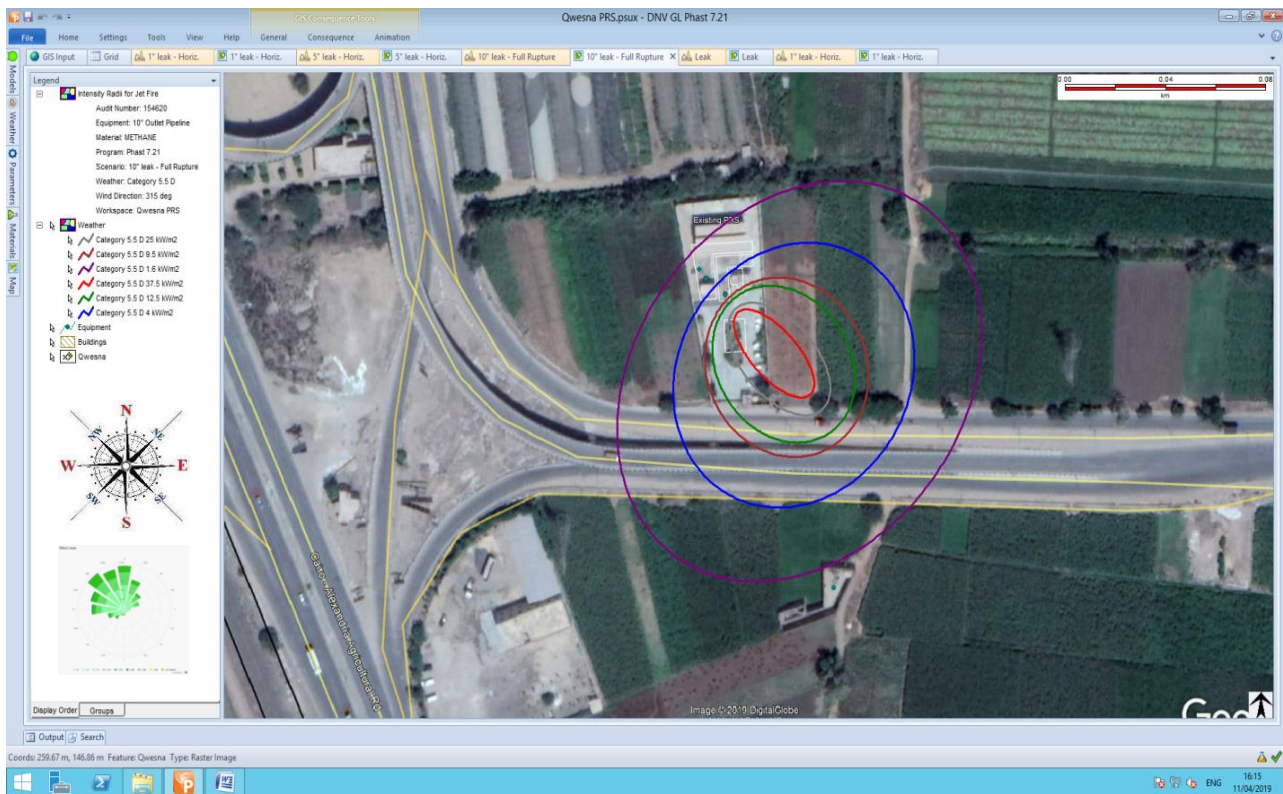 GIS Consequence Tools
Qwesna PRS.psux - DNV GL Phast 7.21
File Home Settings Tools View Help General Consequence Animation
GIS Input Grid 1" leak - Horiz. 1" leak - Horiz. 5" leak - Horiz. 5" leak - Horiz. 10" leak - Full Rupture 10" leak - Full Rupture Leak Leak 1" leak - Horiz. 1" leak - Horiz.
Models
Weather
Parameters
Materials
Map
Legend
Intensity Radii for Jet Fire
Audit Number: 154620
Equipment: 10" Outlet Pipeline
Material: METHANE
Program: Phast 7.21
Scenario: 10" leak - Full Rupture
Weather: Category 5.5 D
Wind Direction: 315 deg
Workspace: Qwesna PRS
Weather
Category 5.5 D 25 kW/m2
Category 5.5 D 9.5 kW/m2
Category 5.5 D 1.6 kW/m2
Category 5.5 D 37.5 kW/m2
Category 5.5 D 12.5 kW/m2
Category 5.5 D 4 kW/m2
Equipment
Buildings
Qwesna
N
NW NE
W E
SW SE
S
Display Order Groups
0.00 0.04 0.08
km
Existing PRS
Image © 2019 DigitalGlobe
Goo
Output Search
Coords: 259.67 m, 146.86 m Feature: Qwesna Type: Raster Image
ENG
16:15
11/04/2019